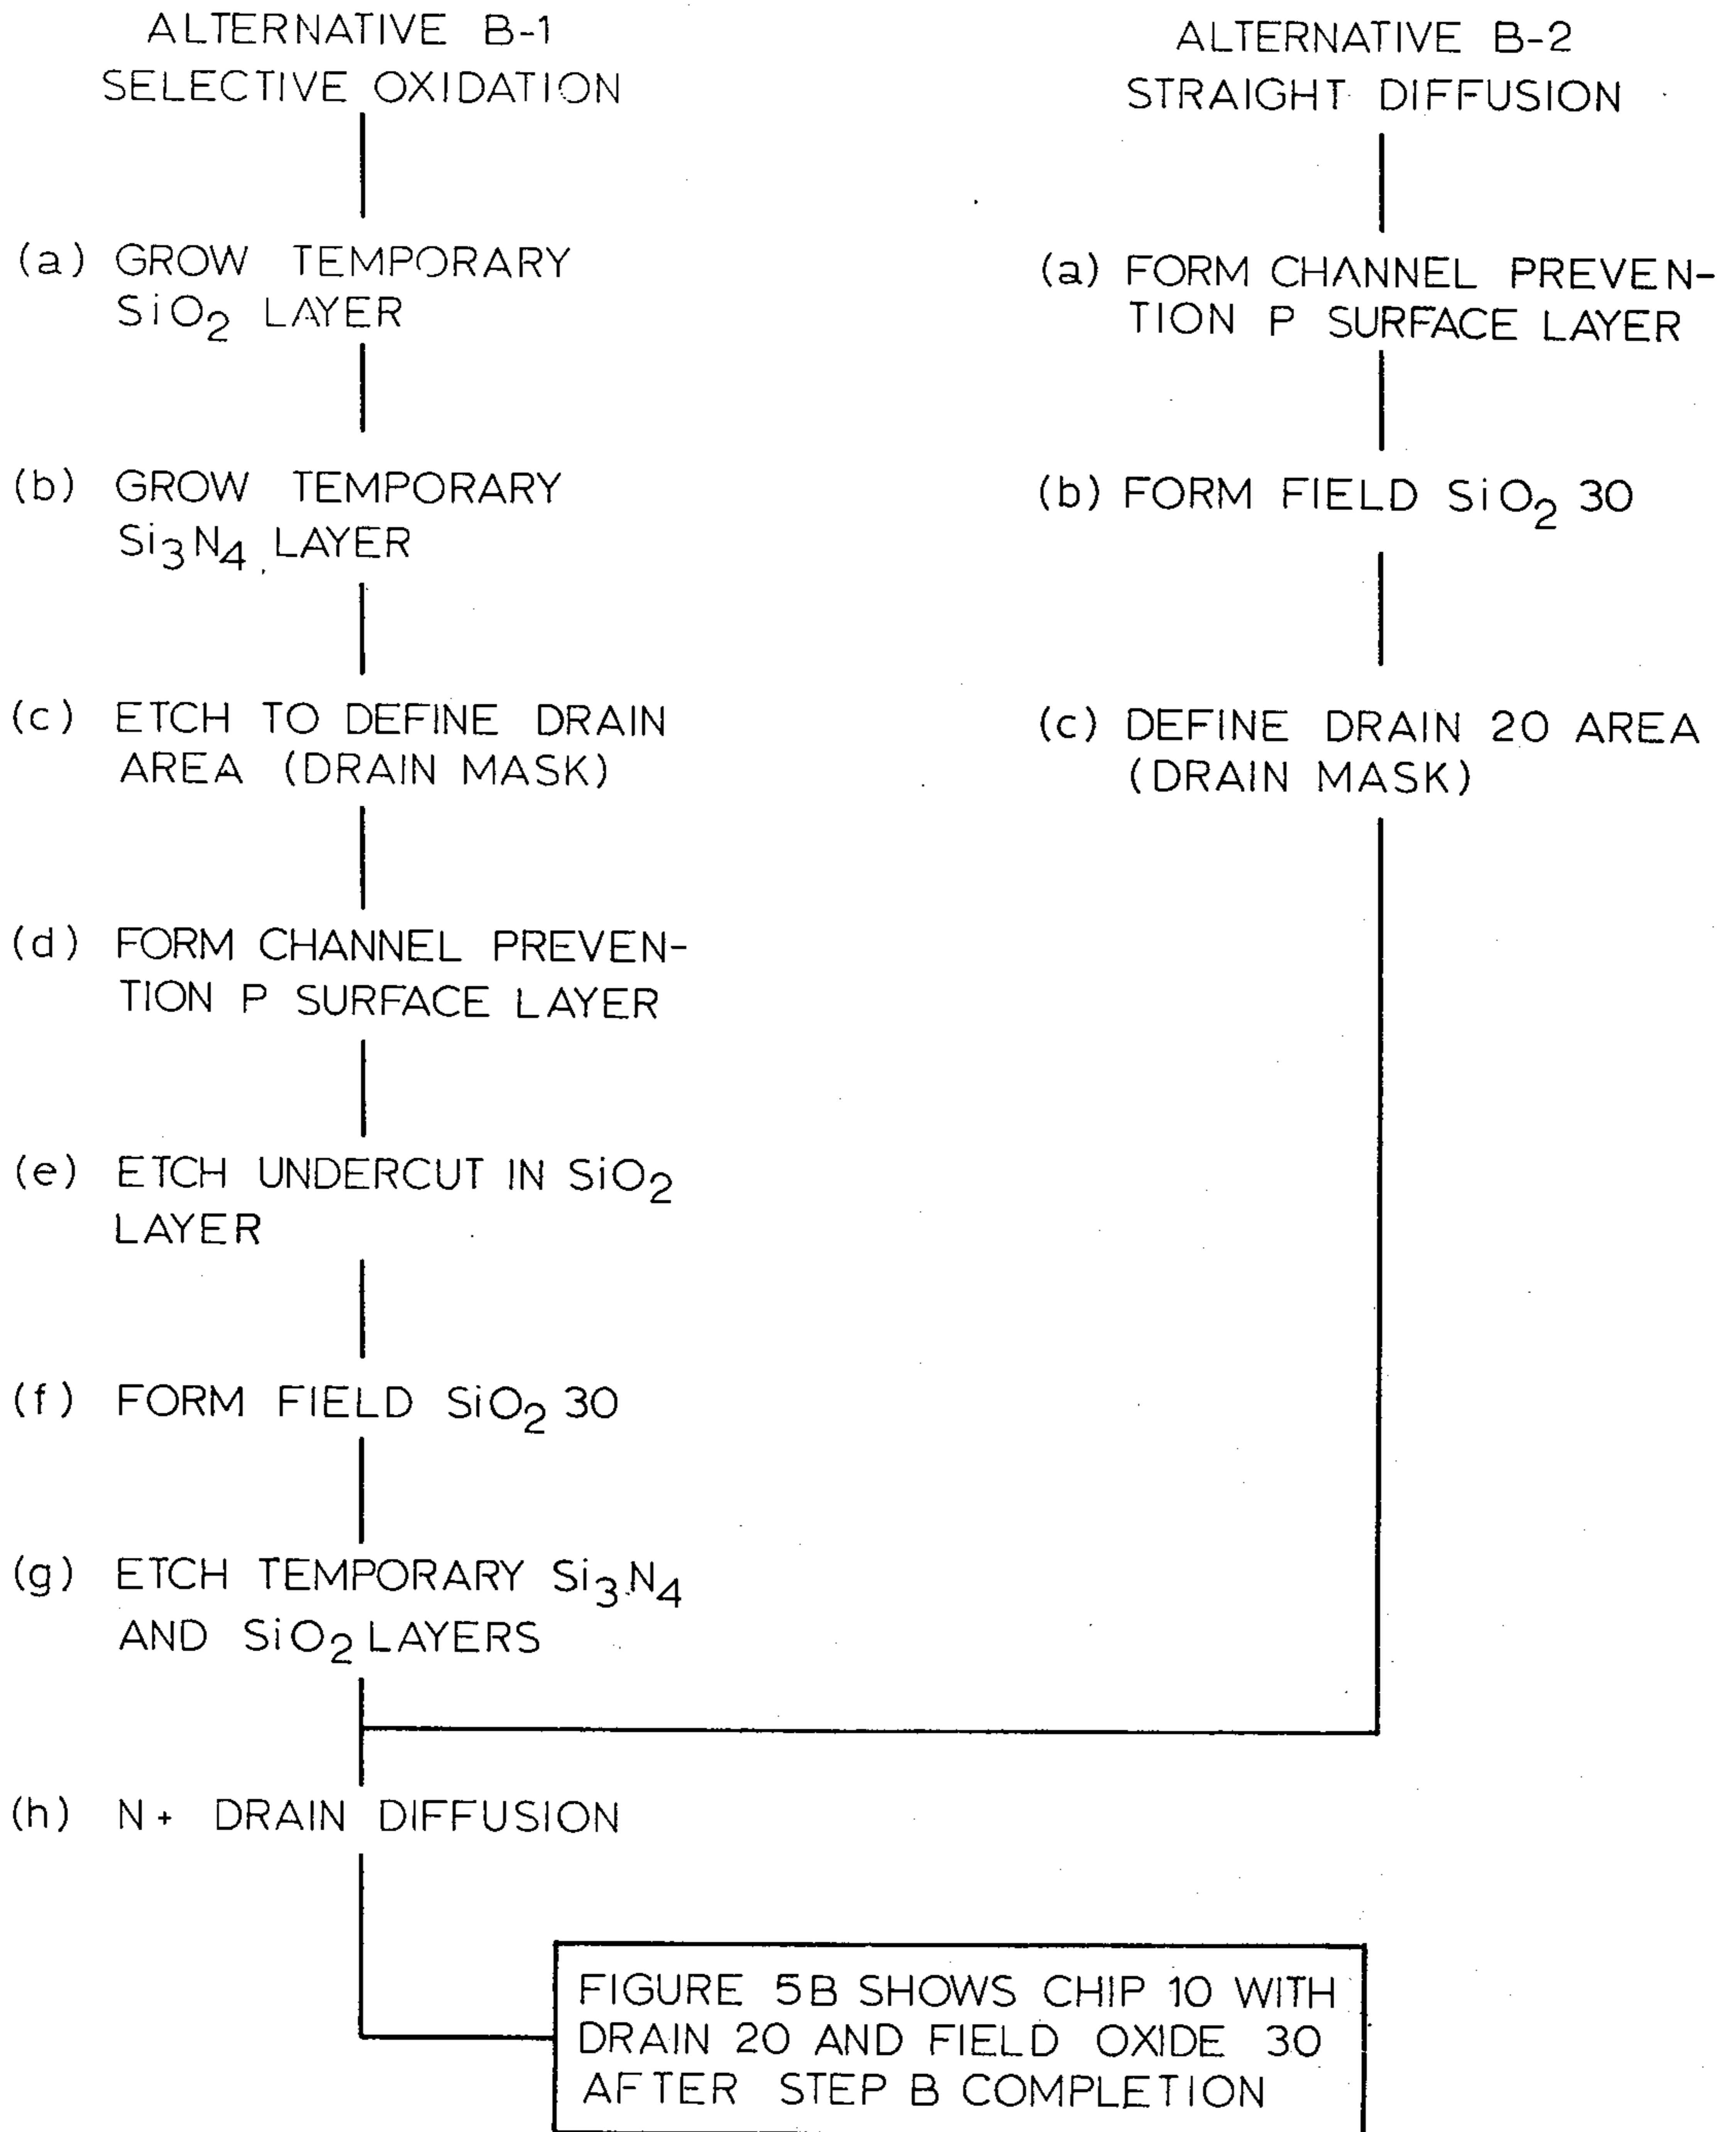 ALTERNATIVE B-1
SELECTIVE OXIDATION
(a) GROW TEMPORARY
SiO2 LAYER
(b) GROW TEMPORARY
Si3N4 LAYER
(c) ETCH TO DEFINE DRAIN
AREA (DRAIN MASK)
(d) FORM CHANNEL PREVEN-
TION P SURFACE LAYER
(e) ETCH UNDERCUT IN SiO2
LAYER
(f) FORM FIELD SiO2 30
(g) ETCH TEMPORARY Si3N4
AND SiO2 LAYERS
ALTERNATIVE B-2
STRAIGHT DIFFUSION
(a) FORM CHANNEL PREVEN-
TION P SURFACE LAYER
(b) FORM FIELD SiO2 30
(c) DEFINE DRAIN 20 AREA
(DRAIN MASK)
(h) N+ DRAIN DIFFUSION
FIGURE 5B SHOWS CHIP 10 WITH
DRAIN 20 AND FIELD OXIDE 30
AFTER STEP B COMPLETION